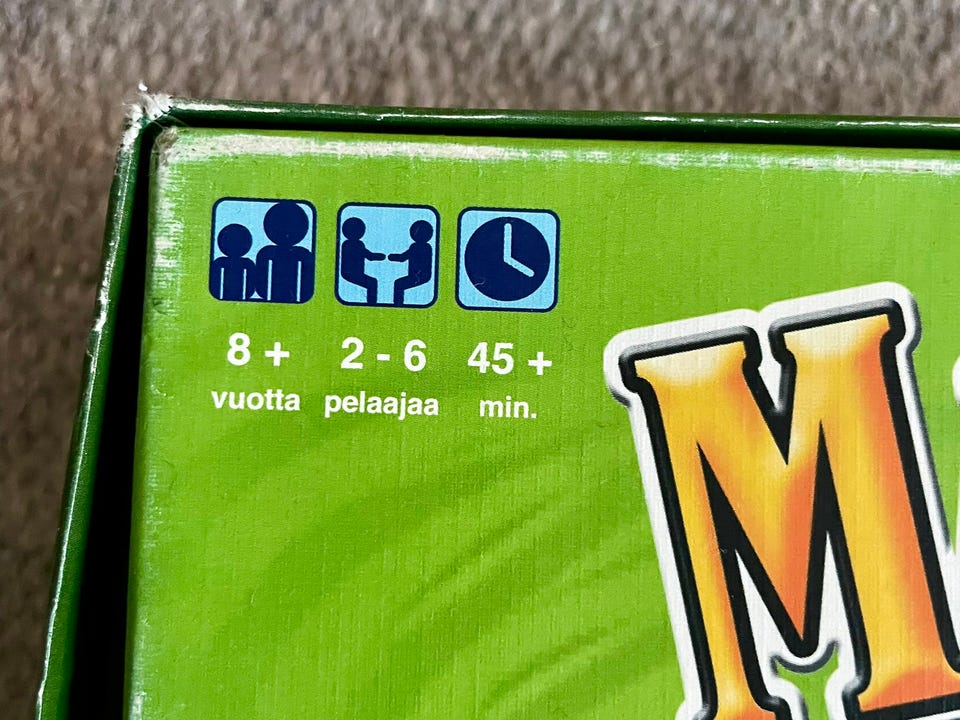 8 + 2 - 6 45 +
vuotta pelaajaa min.
M